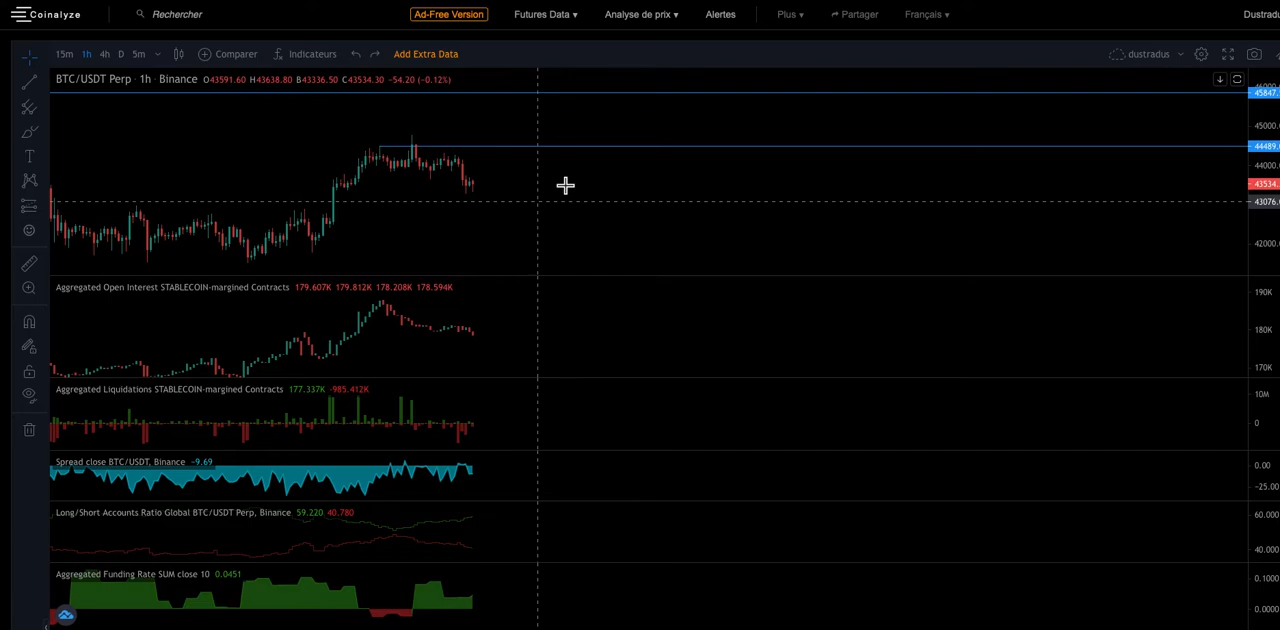 Coinalyze Rechercher Ad-Free Version Futures Data ▾ Analyse de prix ▾ Alertes Plus ▾ Partager Français ▾ Dustradu
15m 1h 4h D 5m Comparer Indicateurs Add Extra Data dustradus
BTC/USDT Perp · 1h · Binance O43591.60 H43638.80 B43336.50 C43534.30 −54.20 (−0.12%)
45847.
45000.
44489.
44000.
43534.
43076.
42000.
Aggregated Open Interest STABLECOIN-margined Contracts 179.607K 179.812K 178.208K 178.594K
190K
180K
170K
Aggregated Liquidations STABLECOIN-margined Contracts 177.337K -985.412K
10M
0
Spread close BTC/USDT, Binance −9.69
0.00
−25.00
Long/Short Accounts Ratio Global BTC/USDT Perp, Binance 59.220 40.780
60.000
40.000
Aggregated Funding Rate SUM close 10 0.0451
0.1000
0.0000